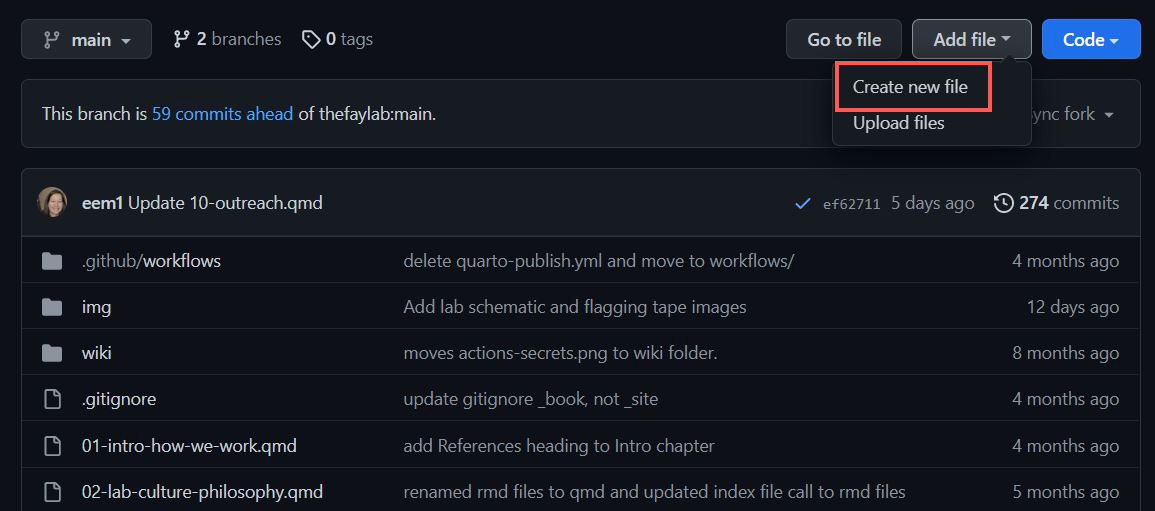 main 2 branches 0 tags Go to file Add file Code
Create new file
This branch is 59 commits ahead of thefaylab:main. ync fork
Upload files
eem1 Update 10-outreach.qmd ef62711 5 days ago 274 commits
.github/workflows delete quarto-publish.yml and move to workflows/ 4 months ago
img Add lab schematic and flagging tape images 12 days ago
wiki moves actions-secrets.png to wiki folder. 8 months ago
.gitignore update gitignore _book, not _site 4 months ago
01-intro-how-we-work.qmd add References heading to Intro chapter 4 months ago
02-lab-culture-philosophy.qmd renamed rmd files to qmd and updated index file call to rmd files 5 months ago